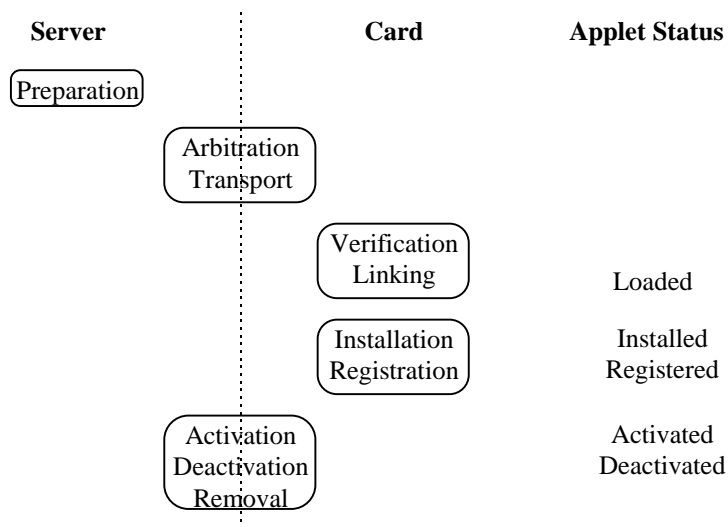 Server Card Applet Status
Preparation
Arbitration
Transport
Verification
Linking Loaded
Installation Installed
Registration Registered
Activation Activated
Deactivation Deactivated
Removal